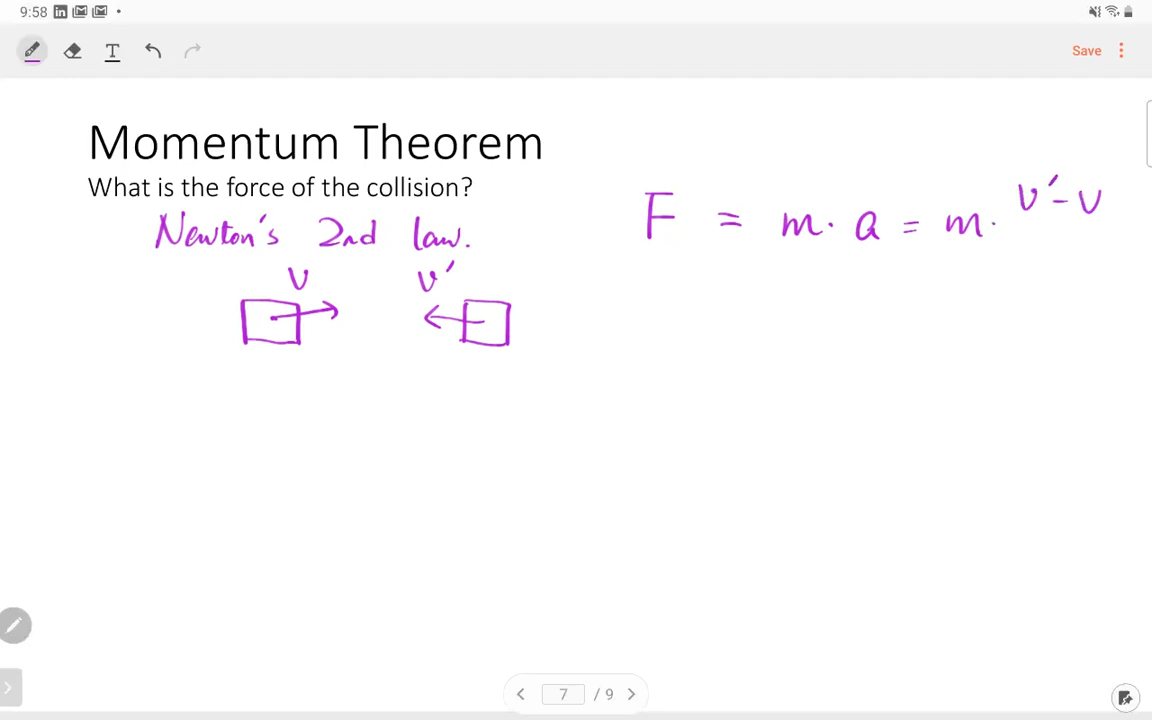 9:58
Save
Momentum Theorem
What is the force of the collision?
Newton's 2nd law.
F = m · a = m · v' - v
v v'
7 / 9